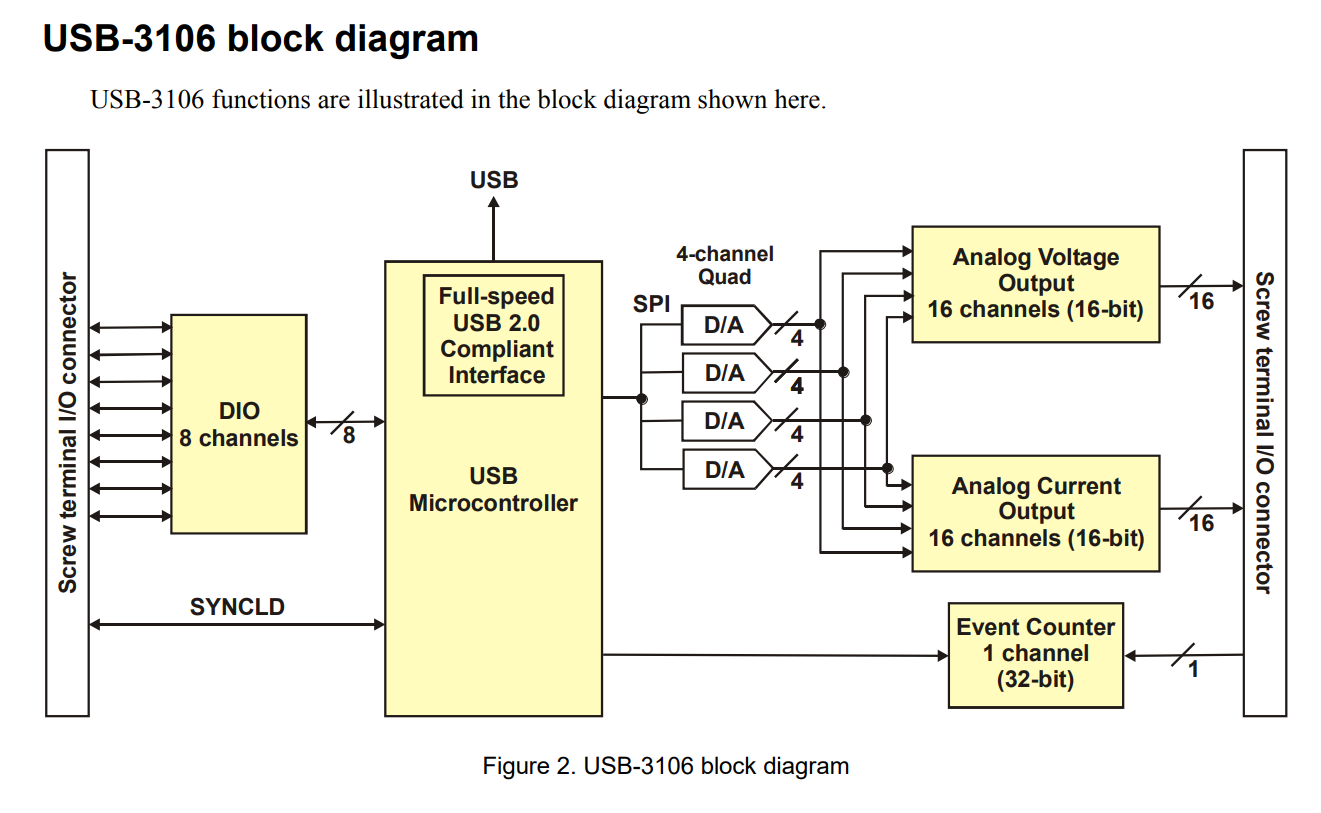 USB-3106 block diagram
USB-3106 functions are illustrated in the block diagram shown here.
Screw terminal I/O connector
DIO
8 channels
8
SYNCLD
USB
Full-speed
USB 2.0
Compliant
Interface
USB
Microcontroller
SPI
4-channel
Quad
D/A
4
D/A
4
D/A
4
D/A
4
Analog Voltage
Output
16 channels (16-bit)
16
Analog Current
Output
16 channels (16-bit)
16
Event Counter
1 channel
(32-bit)
1
Screw terminal I/O connector
Figure 2. USB-3106 block diagram